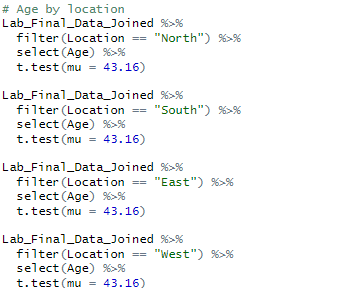 # Age by location
Lab_Final_Data_Joined %>%
  filter(Location == "North") %>%
  select(Age) %>%
  t.test(mu = 43.16)

Lab_Final_Data_Joined %>%
  filter(Location == "South") %>%
  select(Age) %>%
  t.test(mu = 43.16)

Lab_Final_Data_Joined %>%
  filter(Location == "East") %>%
  select(Age) %>%
  t.test(mu = 43.16)

Lab_Final_Data_Joined %>%
  filter(Location == "West") %>%
  select(Age) %>%
  t.test(mu = 43.16)